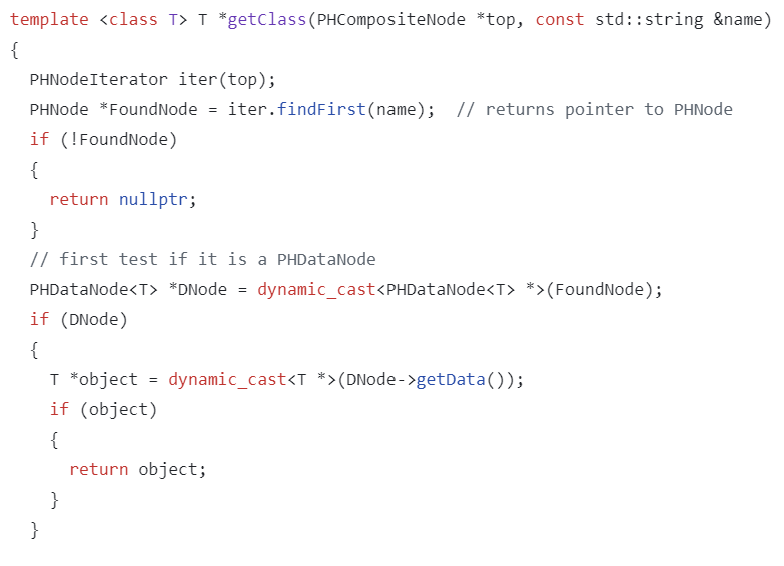 template <class T> T *getClass(PHCompositeNode *top, const std::string &name)
{
  PHNodeIterator iter(top);
  PHNode *FoundNode = iter.findFirst(name);  // returns pointer to PHNode
  if (!FoundNode)
  {
    return nullptr;
  }
  // first test if it is a PHDataNode
  PHDataNode<T> *DNode = dynamic_cast<PHDataNode<T> *>(FoundNode);
  if (DNode)
  {
    T *object = dynamic_cast<T *>(DNode->getData());
    if (object)
    {
      return object;
    }
  }